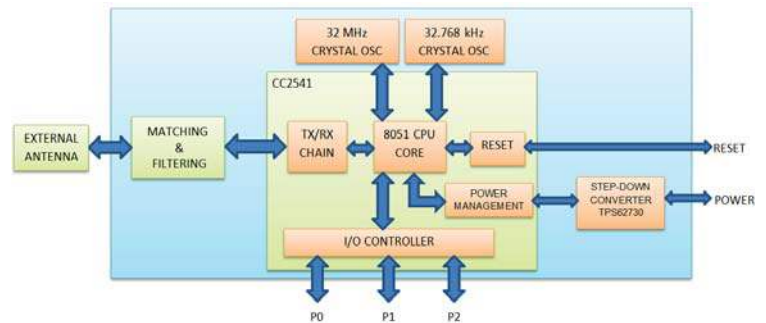 32 MHz
CRYSTAL OSC
32.768 kHz
CRYSTAL OSC
CC2541
EXTERNAL
ANTENNA
MATCHING
&
FILTERING
TX/RX
CHAIN
8051 CPU
CORE
RESET
RESET
POWER
MANAGEMENT
STEP-DOWN
CONVERTER
TPS62730
POWER
I/O CONTROLLER
P0
P1
P2